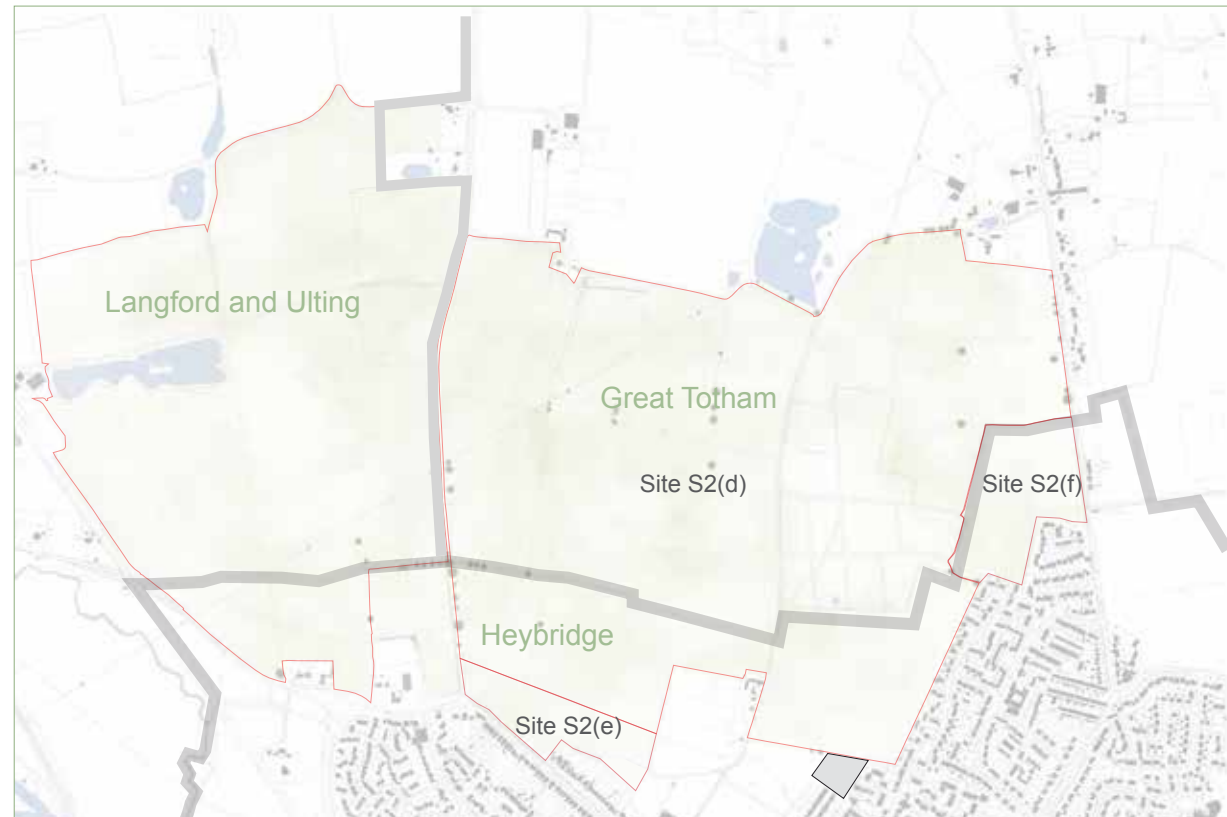 Langford and Ulting
Great Totham
Site S2(d)
Site S2(f)
Heybridge
Site S2(e)